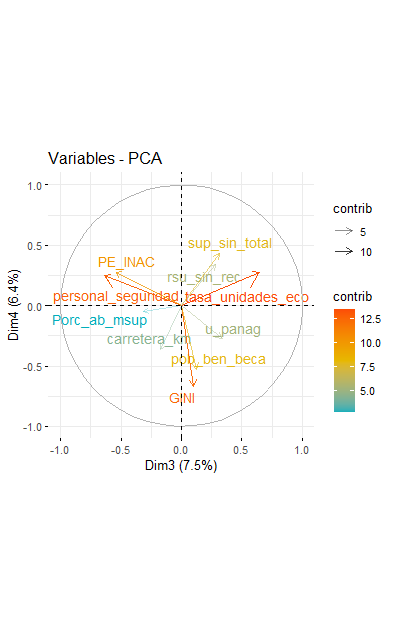 Variables - PCA
1.0
0.5
0.0
-0.5
-1.0
Dim4 (6.4%)
sup_sin_total
PE_INAC
rsu_sin_rec
personal_seguridad
tasa_unidades_eco
Porc_ab_msup
u_panag
carretera_km
pob_ben_beca
GINI
-1.0 -0.5 0.0 0.5 1.0
Dim3 (7.5%)
contrib
5
10
contrib
12.5
10.0
7.5
5.0